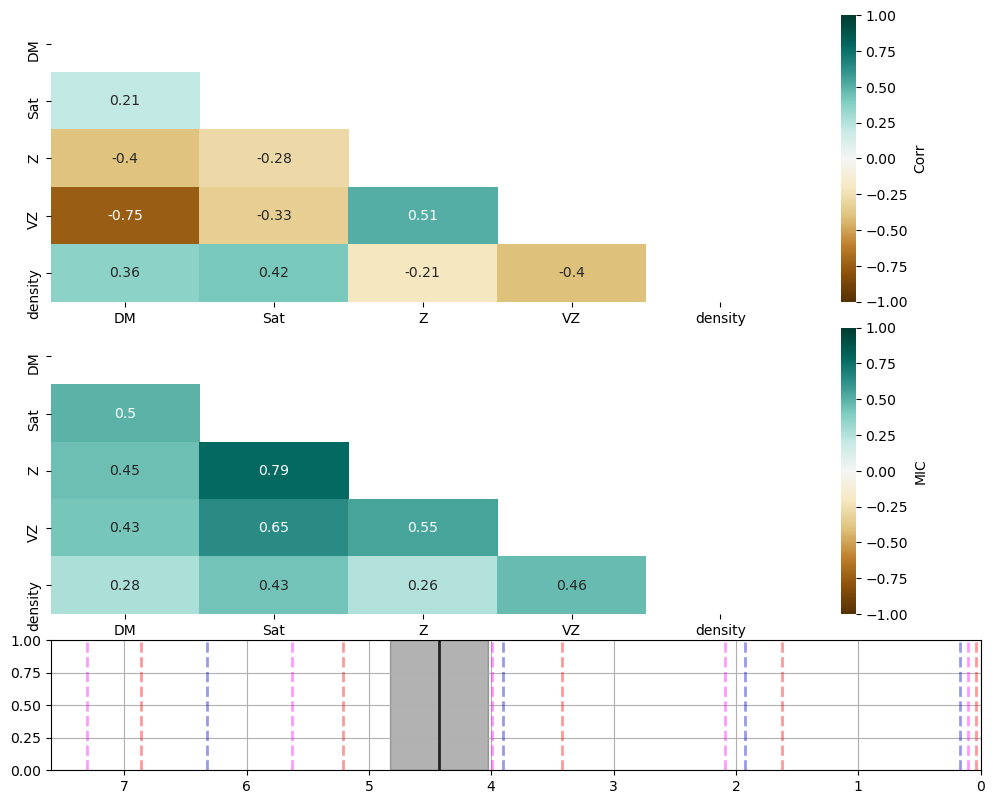 DM
Sat
0.21
Z
-0.4 -0.28
VZ
-0.75 -0.33 0.51
density
0.36 0.42 -0.21 -0.4
DM Sat Z VZ density
1.00
0.75
0.50
0.25
0.00
−0.25
−0.50
−0.75
−1.00
Corr
DM
Sat
0.5
Z
0.45 0.79
VZ
0.43 0.65 0.55
density
0.28 0.43 0.26 0.46
DM Sat Z VZ density
1.00
0.75
0.50
0.25
0.00
−0.25
−0.50
−0.75
−1.00
MIC
1.00
0.75
0.50
0.25
0.00
7 6 5 4 3 2 1 0